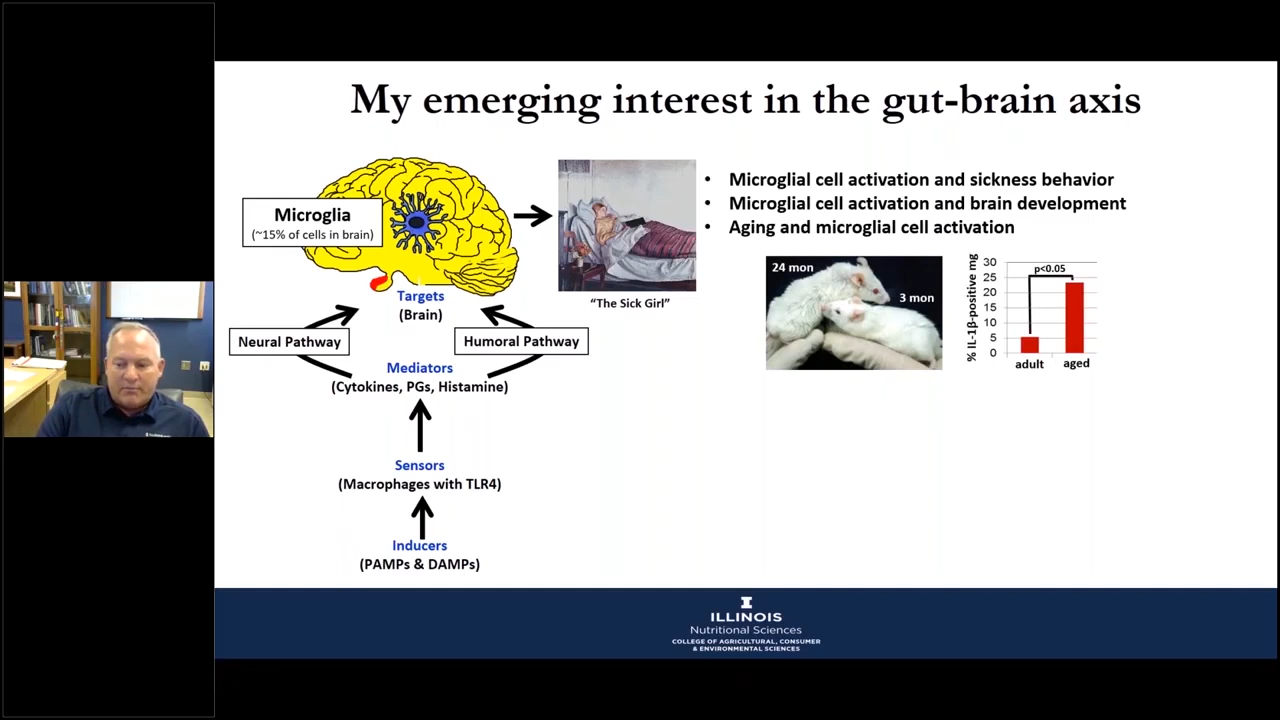 My emerging interest in the gut-brain axis
Microglia
(~15% of cells in brain)
Targets
(Brain)
Neural Pathway
Humoral Pathway
Mediators
(Cytokines, PGs, Histamine)
Sensors
(Macrophages with TLR4)
Inducers
(PAMPs & DAMPs)
"The Sick Girl"
• Microglial cell activation and sickness behavior
• Microglial cell activation and brain development
• Aging and microglial cell activation
24 mon
3 mon
% IL-1β-positive mg
30
25
20
15
10
5
0
p<0.05
adult
aged
I
ILLINOIS
Nutritional Sciences
COLLEGE OF AGRICULTURAL, CONSUMER
& ENVIRONMENTAL SCIENCES